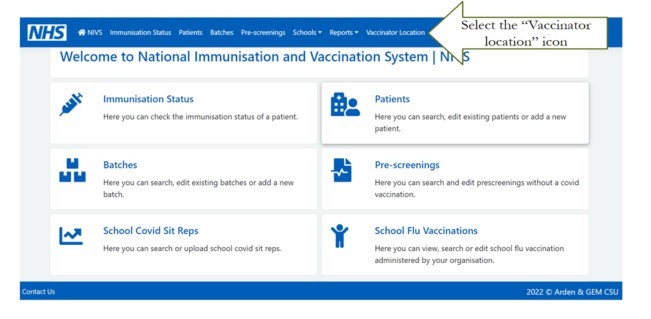 NHS NIVS Immunisation Status Patients Batches Pre-screenings Schools Reports Vaccinator Location
Select the “Vaccinator
location” icon
Welcome to National Immunisation and Vaccination System | NHS
Immunisation Status
Here you can check the immunisation status of a patient.
Patients
Here you can search, edit existing patients or add a new
patient.
Batches
Here you can search, edit existing batches or add a new
batch.
Pre-screenings
Here you can search and edit prescreenings without a covid
vaccination.
School Covid Sit Reps
Here you can search or upload school covid sit reps.
School Flu Vaccinations
Here you can view, search or edit school flu vaccination
administered by your organisation.
Contact Us
2022 © Arden & GEM CSU